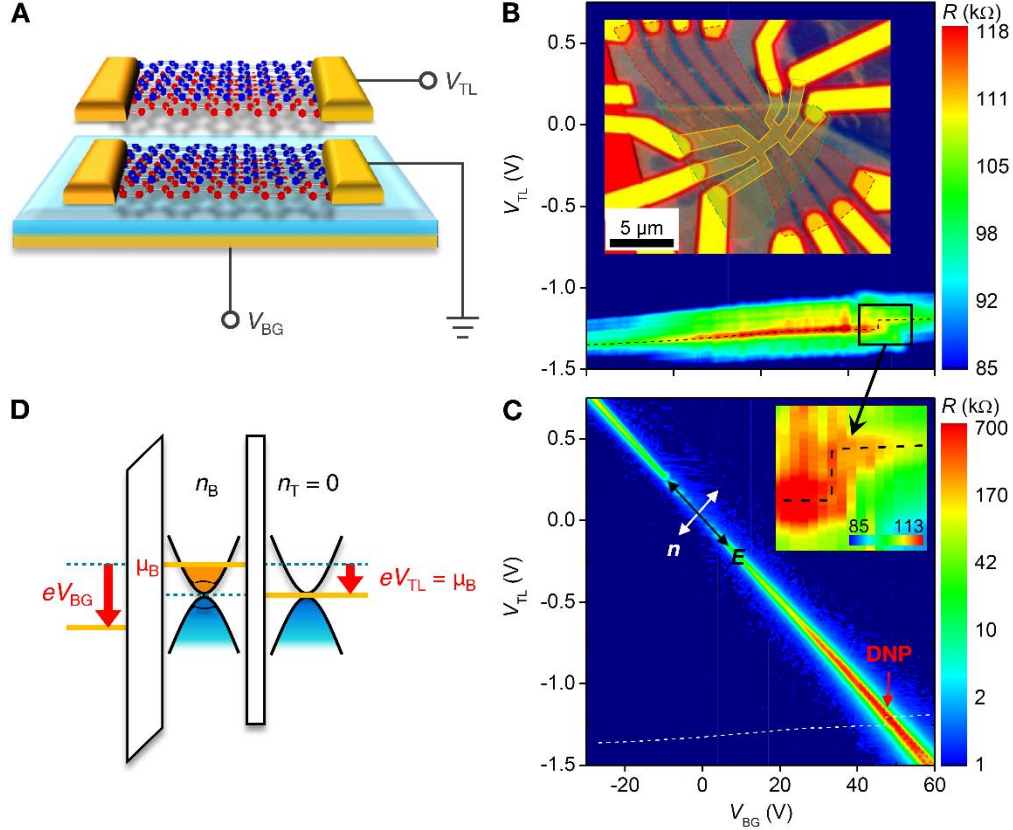 A
V_TL
V_BG
B
R (kΩ)
118
111
105
98
92
85
V_TL (V)
0.5
0.0
-0.5
-1.0
-1.5
5 µm
D
n_B
n_T = 0
µ_B
eV_BG
eV_TL = µ_B
C
R (kΩ)
700
170
42
10
2
1
V_TL (V)
0.5
0.0
-0.5
-1.0
-1.5
n
E
DNP
85
113
-20
0
20
40
60
V_BG (V)